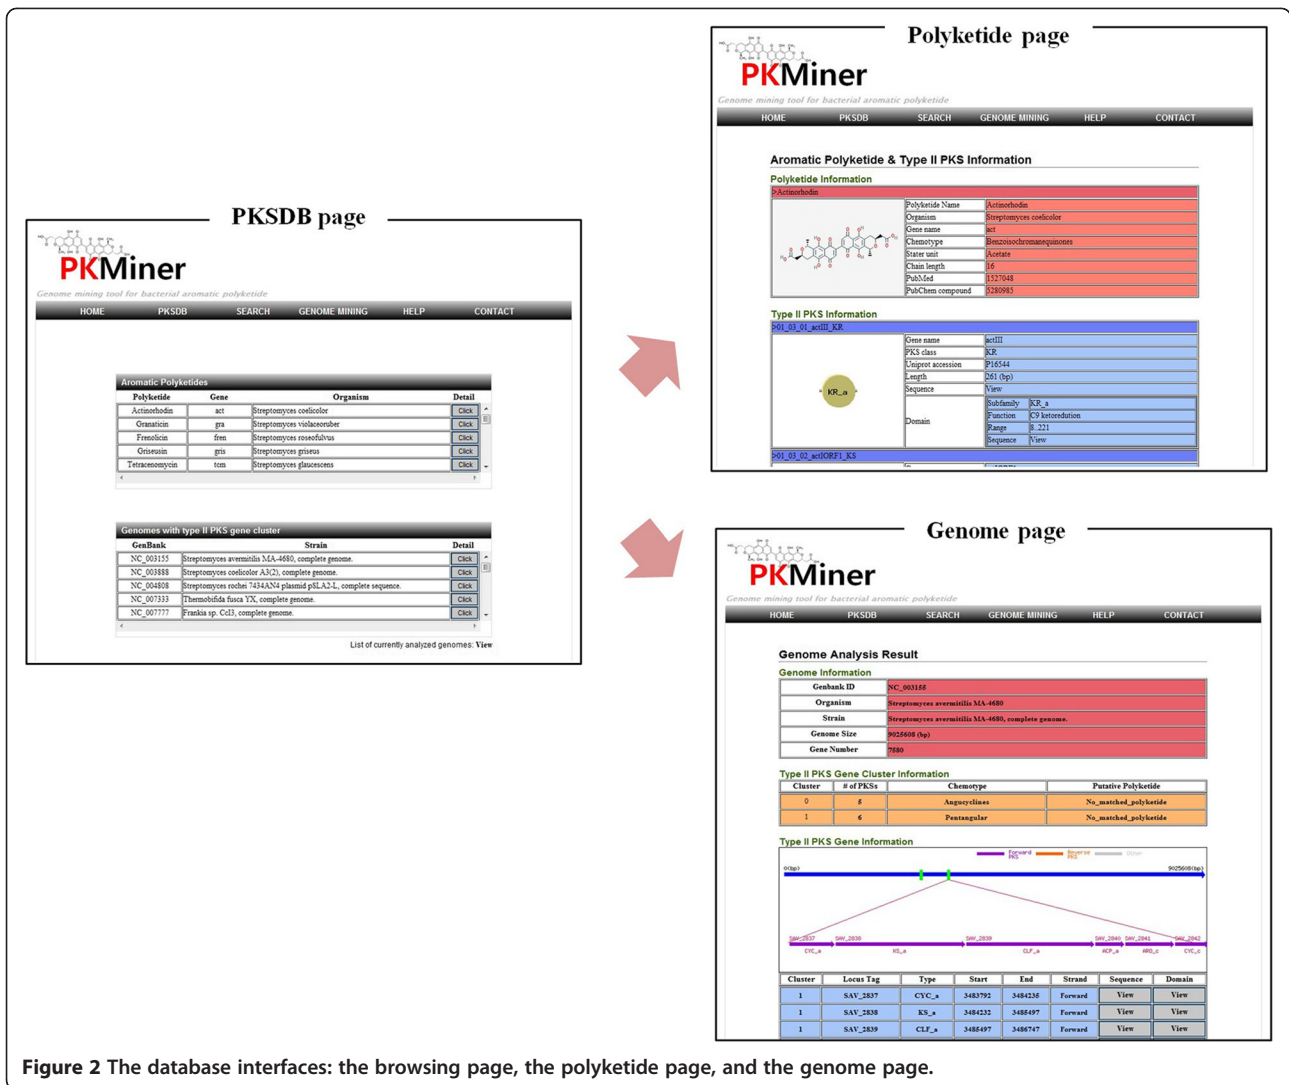 PKSDB page
PKMiner
Genome mining tool for bacterial aromatic polyketide
HOME PKSDB SEARCH GENOME MINING HELP CONTACT
Aromatic Polyketides
Polyketide Gene Organism Detail
Actinorhodin act Streptomyces coelicolor Click
Granaticin gra Streptomyces violaceoruber Click
Frenolicin fren Streptomyces roseofulvus Click
Griseusin gris Streptomyces griseus Click
Tetracenomycin tcm Streptomyces glaucescens Click
Genomes with type II PKS gene cluster
GenBank Strain Detail
NC_003155 Streptomyces avermitilis MA-4680, complete genome. Click
NC_003888 Streptomyces coelicolor A3(2), complete genome. Click
NC_004808 Streptomyces rochei 7434AN4 plasmid pSLA2-L, complete sequence. Click
NC_007333 Thermobifida fusca YX, complete genome. Click
NC_007777 Frankia sp. CcI3, complete genome. Click
List of currently analyzed genomes: View
Polyketide page
PKMiner
Genome mining tool for bacterial aromatic polyketide
HOME PKSDB SEARCH GENOME MINING HELP CONTACT
Aromatic Polyketide & Type II PKS Information
Polyketide Information
>Actinorhodin
Polyketide Name Actinorhodin
Organism Streptomyces coelicolor
Gene name act
Chemotype Benzoisochromanequinones
Stater unit Acetate
Chain length 16
PubMed 1527048
PubChem compound 5280985
Type II PKS Information
>01_03_01_actIII_KR
KR_a
Gene name actIII
PKS class KR
Uniprot accession P16544
Length 261 (bp)
Sequence View
Domain
Subfamily KR_a
Function C9 ketoredution
Range 8..221
Sequence View
>01_03_02_actIORF1_KS
Genome page
PKMiner
Genome mining tool for bacterial aromatic polyketide
HOME PKSDB SEARCH GENOME MINING HELP CONTACT
Genome Analysis Result
Genome Information
Genbank ID NC_003155
Organism Streptomyces avermitilis MA-4680
Strain Streptomyces avermitilis MA-4680, complete genome.
Genome Size 9025608 (bp)
Gene Number 7580
Type II PKS Gene Cluster Information
Cluster # of PKSs Chemotype Putative Polyketide
0 5 Angucyclines No_matched_polyketide
1 6 Pentangular No_matched_polyketide
Type II PKS Gene Information
Forward PKS Reverse PKS Other
0(bp) 9025608(bp)
SAV_2837 SAV_2838 SAV_2839 SAV_2840 SAV_2841 SAV_2842
CYC_a KS_a CLF_a ACP_a ARO_c CYC_c
Cluster Locus Tag Type Start End Strand Sequence Domain
1 SAV_2837 CYC_a 3483792 3484235 Forward View View
1 SAV_2838 KS_a 3484232 3485497 Forward View View
1 SAV_2839 CLF_a 3485497 3486747 Forward View View
Figure 2 The database interfaces: the browsing page, the polyketide page, and the genome page.